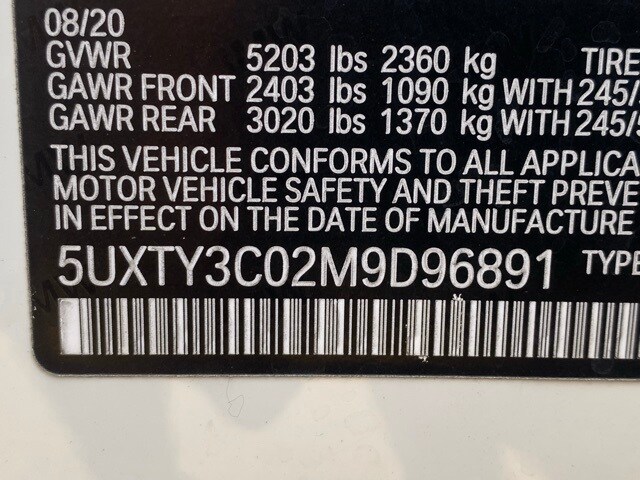 08/20
GVWR 5203 lbs 2360 kg TIRE
GAWR FRONT 2403 lbs 1090 kg WITH 245/
GAWR REAR 3020 lbs 1370 kg WITH 245/5
THIS VEHICLE CONFORMS TO ALL APPLICA
MOTOR VEHICLE SAFETY AND THEFT PREVE
IN EFFECT ON THE DATE OF MANUFACTURE
5UXTY3C02M9D96891 TYPE